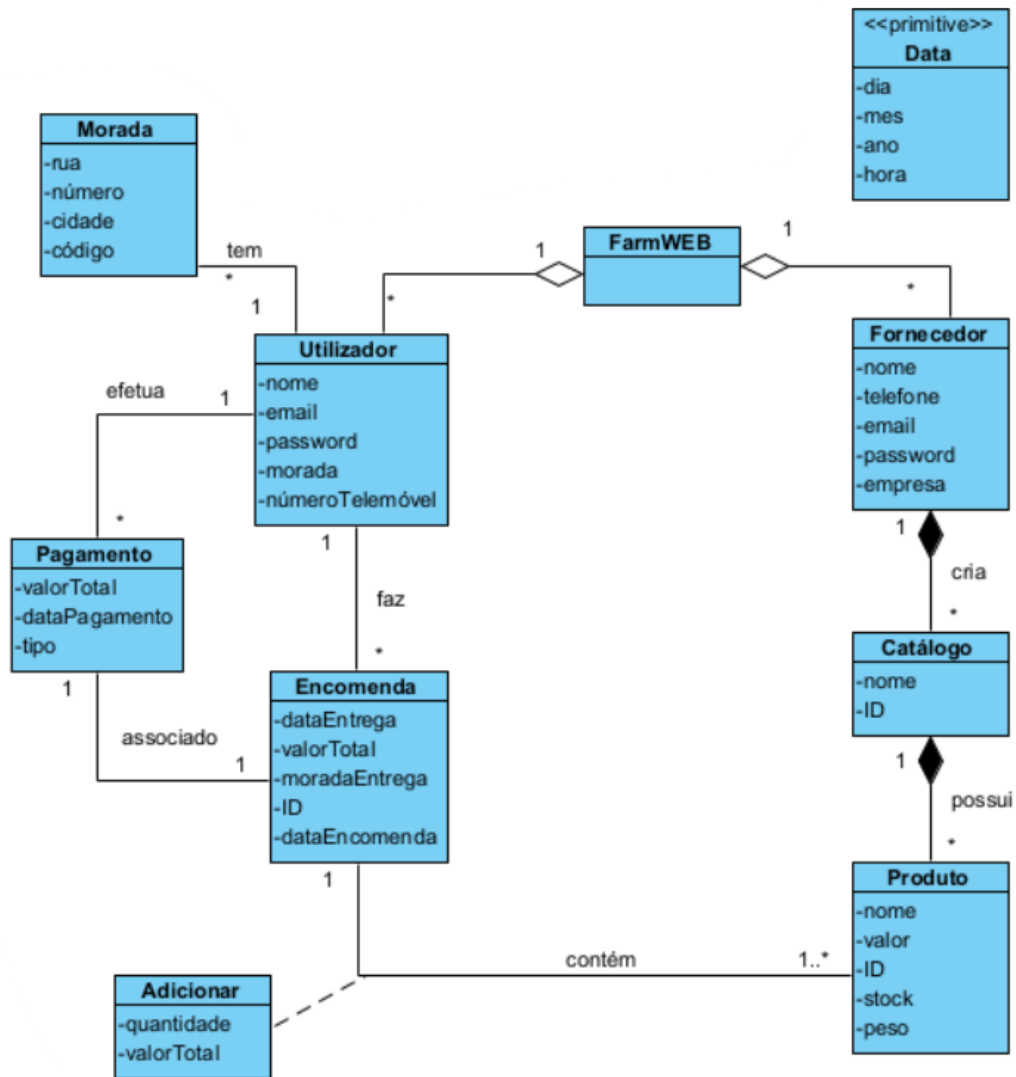 <<primitive>>
Data
-dia
-mes
-ano
-hora
Morada
-rua
-número
-cidade
-código
tem
*
1
FarmWEB
1
1
*
*
Utilizador
-nome
-email
-password
-morada
-númeroTelemóvel
Fornecedor
-nome
-telefone
-email
-password
-empresa
efetua
1
*
1
cria
*
Pagamento
-valorTotal
-dataPagamento
-tipo
1
faz
*
Catálogo
-nome
-ID
1
associado
1
Encomenda
-dataEntrega
-valorTotal
-moradaEntrega
-ID
-dataEncomenda
1
possui
*
Produto
-nome
-valor
-ID
-stock
-peso
1
contém
1..*
Adicionar
-quantidade
-valorTotal